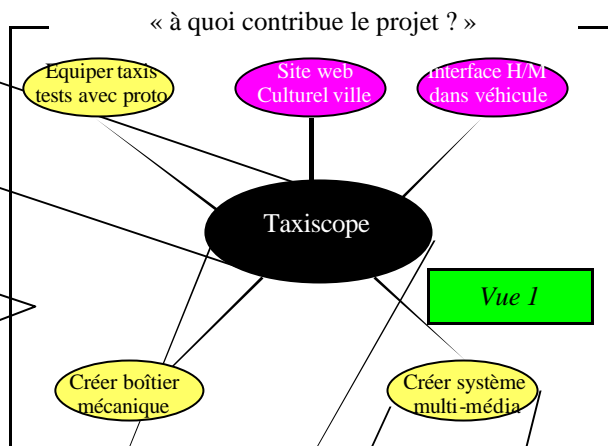 « à quoi contribue le projet ? »
Equiper taxis
tests avec proto
Site web
Culturel ville
Interface H/M
dans véhicule
Taxiscope
Vue 1
Créer boîtier
mécanique
Créer système
multi-média